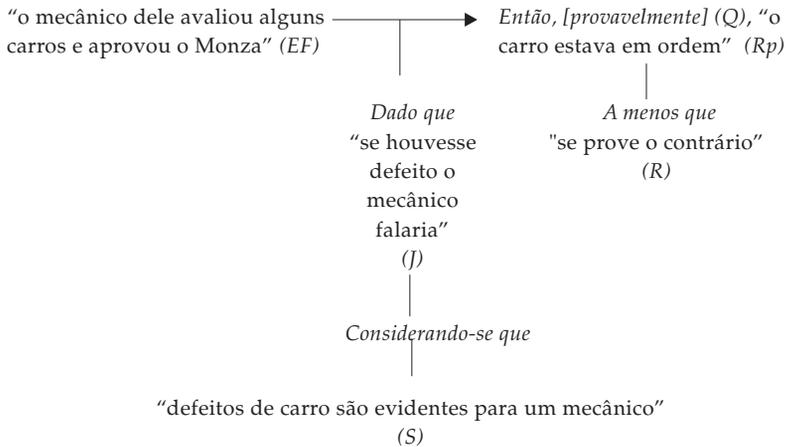 “o mecânico dele avaliou alguns
carros e aprovou o Monza” (EF)
Então, [provavelmente] (Q), “o
carro estava em ordem” (Rp)
Dado que
“se houvesse
defeito o
mecânico
falaria”
(J)
A menos que
"se prove o contrário”
(R)
Considerando-se que
“defeitos de carro são evidentes para um mecânico”
(S)